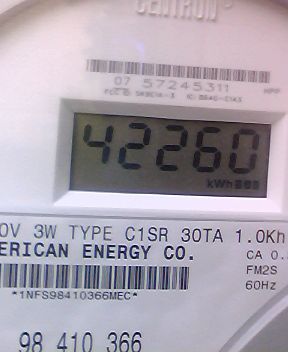 CENTRON®
07 57245311
42260
kWh
0V 3W TYPE C1SR 30TA 1.0Kh
ERICAN ENERGY CO.
CA 0.
FM2S
*1NFS98410366MEC*
60Hz
98 410 366